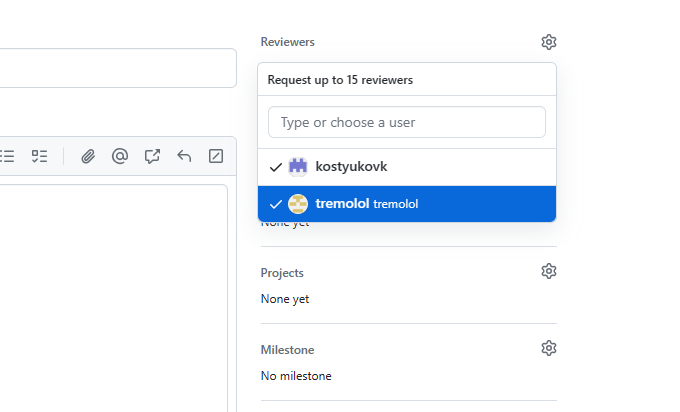 Reviewers
Request up to 15 reviewers
Type or choose a user
kostyukovk
tremolol tremolol
None yet
Projects
None yet
Milestone
No milestone